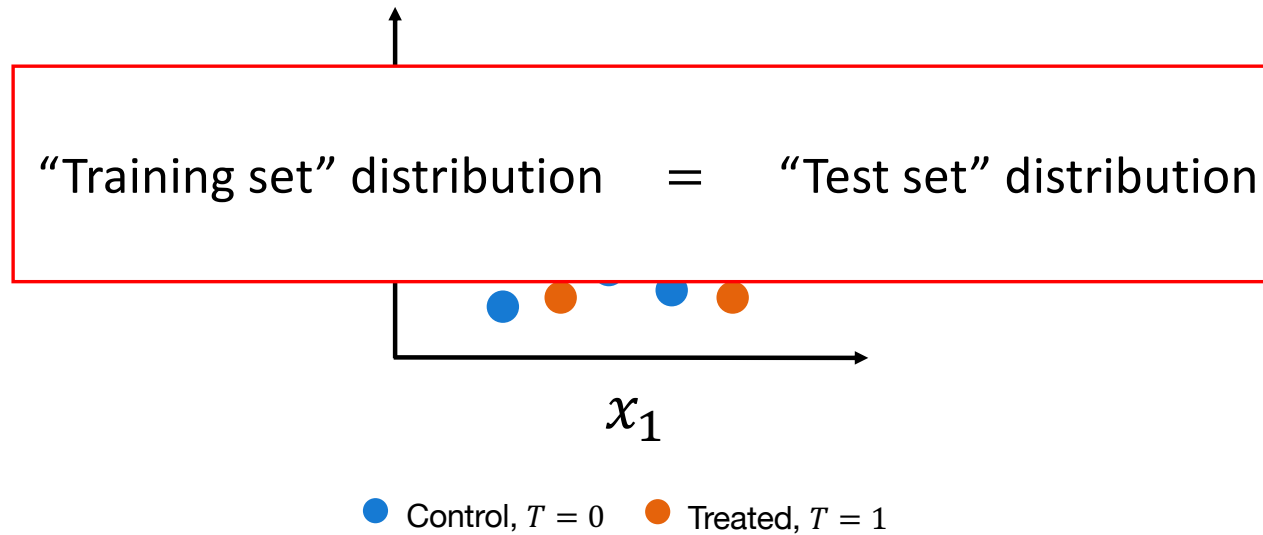 “Training set” distribution = “Test set” distribution
x₁
Control, T = 0 Treated, T = 1